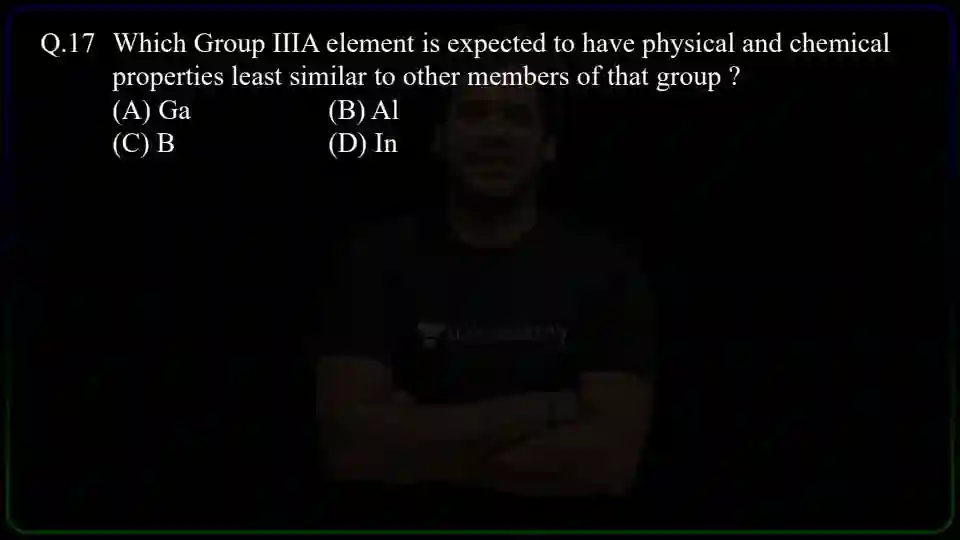 Q.17 Which Group IIIA element is expected to have physical and chemical
properties least similar to other members of that group ?
(A) Ga (B) Al
(C) B (D) In